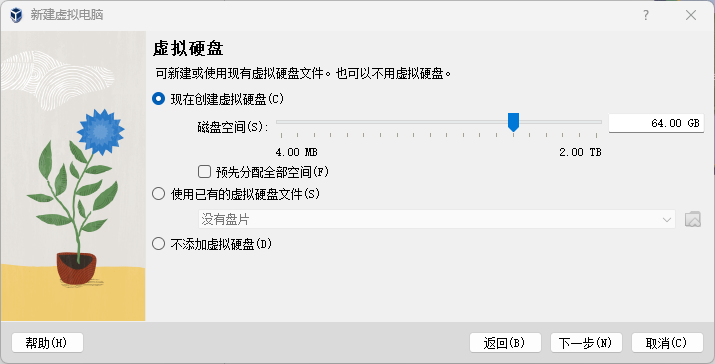 新建虚拟电脑
虚拟硬盘
可新建或使用现有虚拟硬盘文件。也可以不用虚拟硬盘。
现在创建虚拟硬盘(C)
磁盘空间(S): 64.00 GB
4.00 MB 2.00 TB
预先分配全部空间(F)
使用已有的虚拟硬盘文件(S)
没有盘片
不添加虚拟硬盘(D)
帮助(H) 返回(B) 下一步(N) 取消(C)